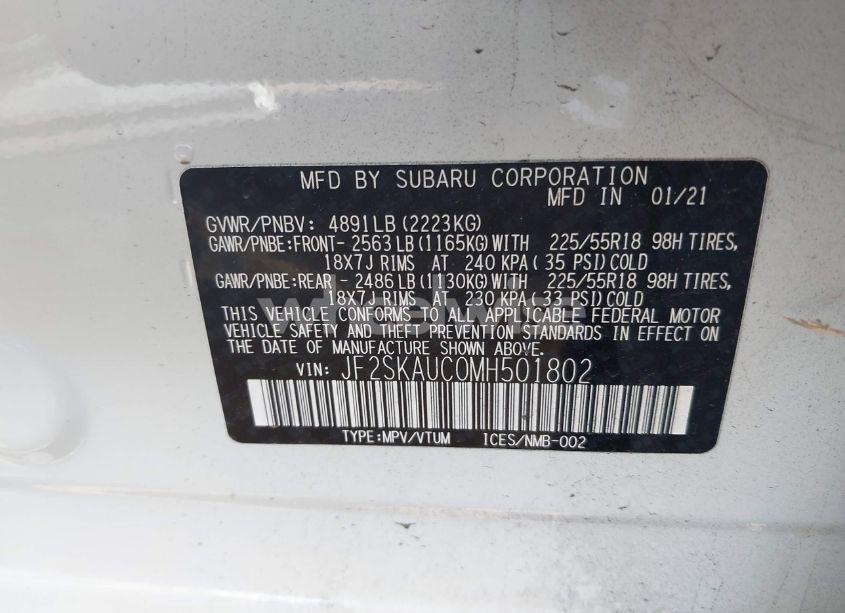 MFD BY SUBARU CORPORATION
MFD IN 01/21
GVWR/PNBV: 4891LB(2223KG)
GAWR/PNBE:FRONT- 2563LB(1165KG)WITH 225/55R18 98H TIRES,
18X7J RIMS AT 240 KPA( 35 PSI)COLD
GAWR/PNBE:REAR - 2486LB(1130KG)WITH 225/55R18 98H TIRES,
18X7J RIMS AT 230 KPA(33 PSI)COLD
THIS VEHICLE CONFORMS TO ALL APPLICABLE FEDERAL MOTOR
VEHICLE SAFETY AND THEFT PREVENTION STANDARDS IN EFFECT ON
THE DATE OF MANUFACTURE SHOWN ABOVE.
VIN: JF2SKAUC0MH501802
TYPE:MPV/VTUM ICES/NMB-002